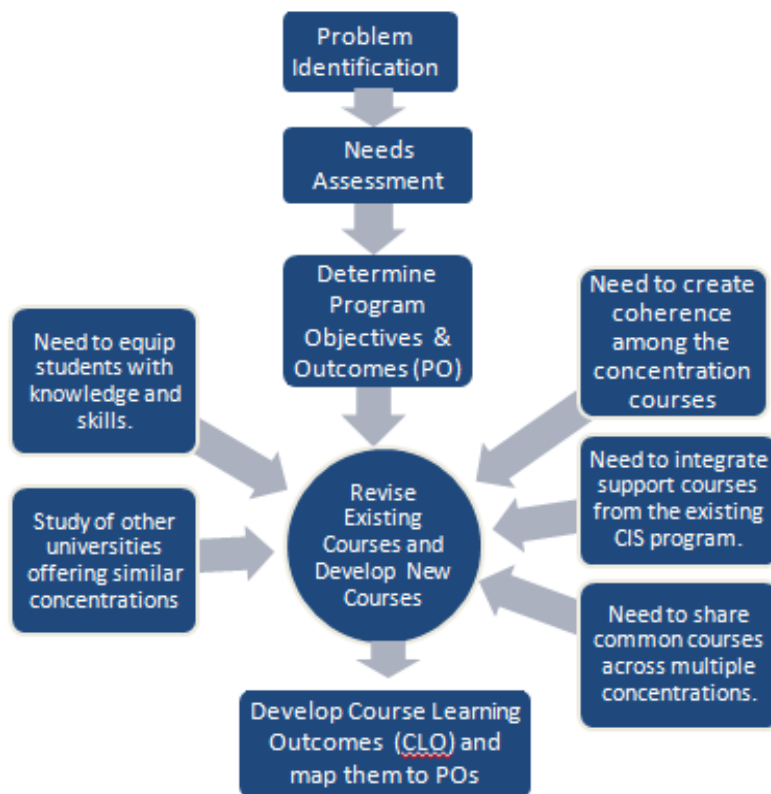 Problem
Identification
Needs
Assessment
Determine
Program
Objectives &
Outcomes (PO)
Need to equip
students with
knowledge and
skills.
Study of other
universities
offering similar
concentrations
Need to create
coherence
among the
concentration
courses
Need to integrate
support courses
from the existing
CIS program.
Need to share
common courses
across multiple
concentrations.
Revise
Existing
Courses and
Develop New
Courses
Develop Course Learning
Outcomes (CLO) and
map them to POs